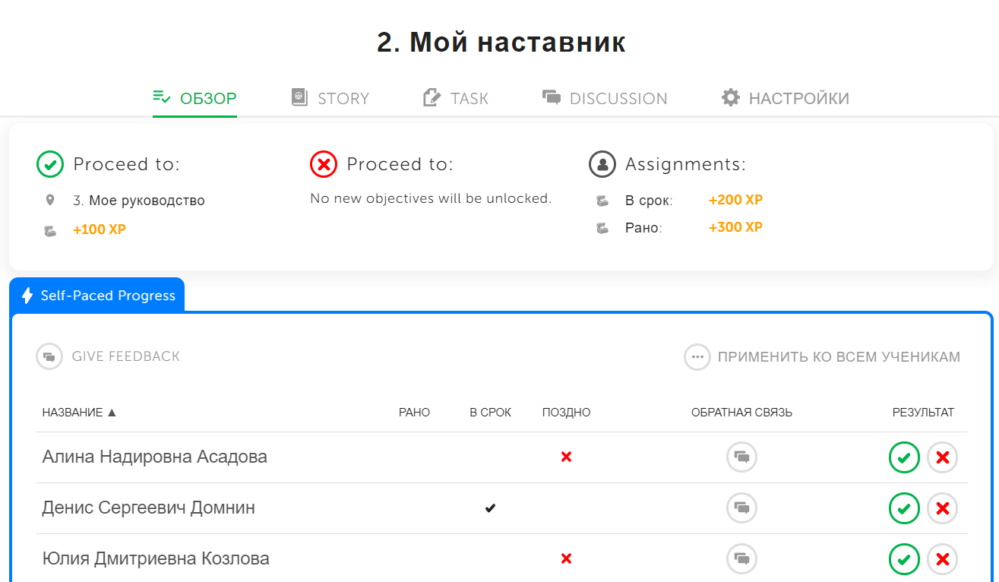 2. Мой наставник
ОБЗОР STORY TASK DISCUSSION НАСТРОЙКИ
Proceed to: Proceed to: Assignments:
3. Мое руководство No new objectives will be unlocked. В срок: +200 XP
+100 XP Рано: +300 XP
Self-Paced Progress
GIVE FEEDBACK ПРИМЕНИТЬ КО ВСЕМ УЧЕНИКАМ
НАЗВАНИЕ ▲ РАНО В СРОК ПОЗДНО ОБРАТНАЯ СВЯЗЬ РЕЗУЛЬТАТ
Алина Надировна Асадова
Денис Сергеевич Домнин
Юлия Дмитриевна Козлова